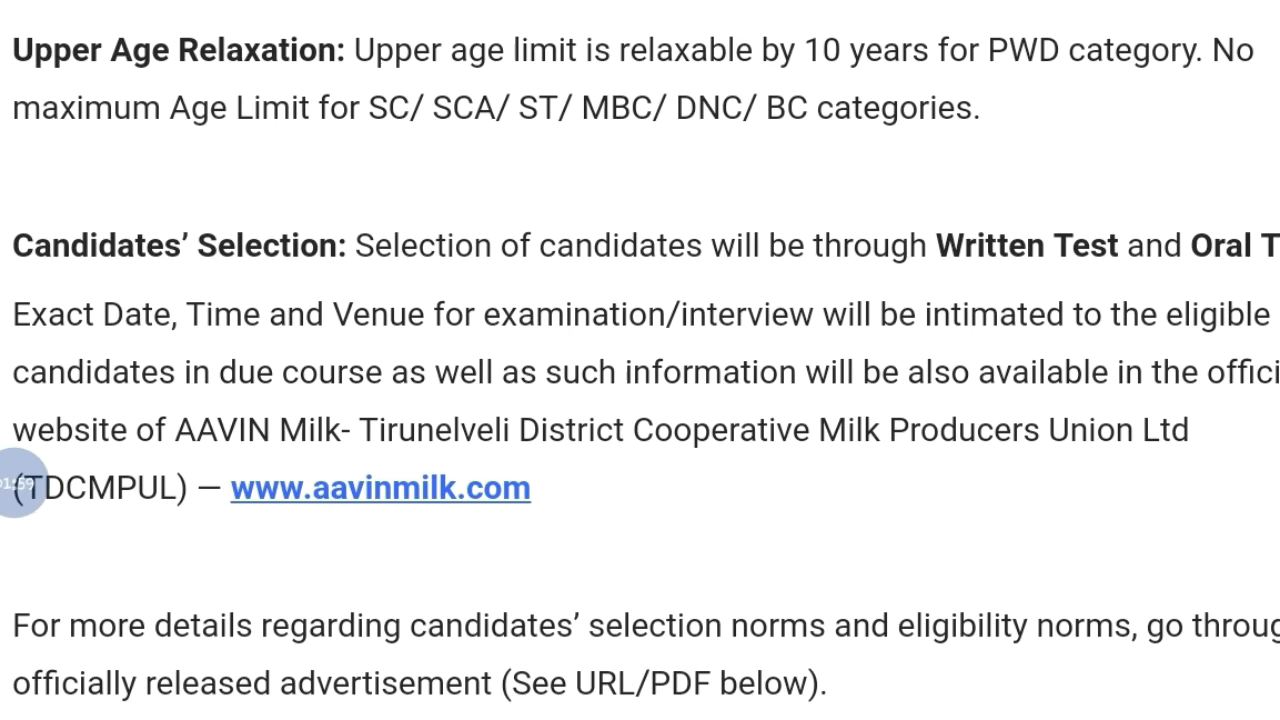 Upper Age Relaxation: Upper age limit is relaxable by 10 years for PWD category. No
maximum Age Limit for SC/ SCA/ ST/ MBC/ DNC/ BC categories.
Candidates’ Selection: Selection of candidates will be through Written Test and Oral T
Exact Date, Time and Venue for examination/interview will be intimated to the eligible
candidates in due course as well as such information will be also available in the offici
website of AAVIN Milk- Tirunelveli District Cooperative Milk Producers Union Ltd
(TDCMPUL) — www.aavinmilk.com
For more details regarding candidates’ selection norms and eligibility norms, go throug
officially released advertisement (See URL/PDF below).